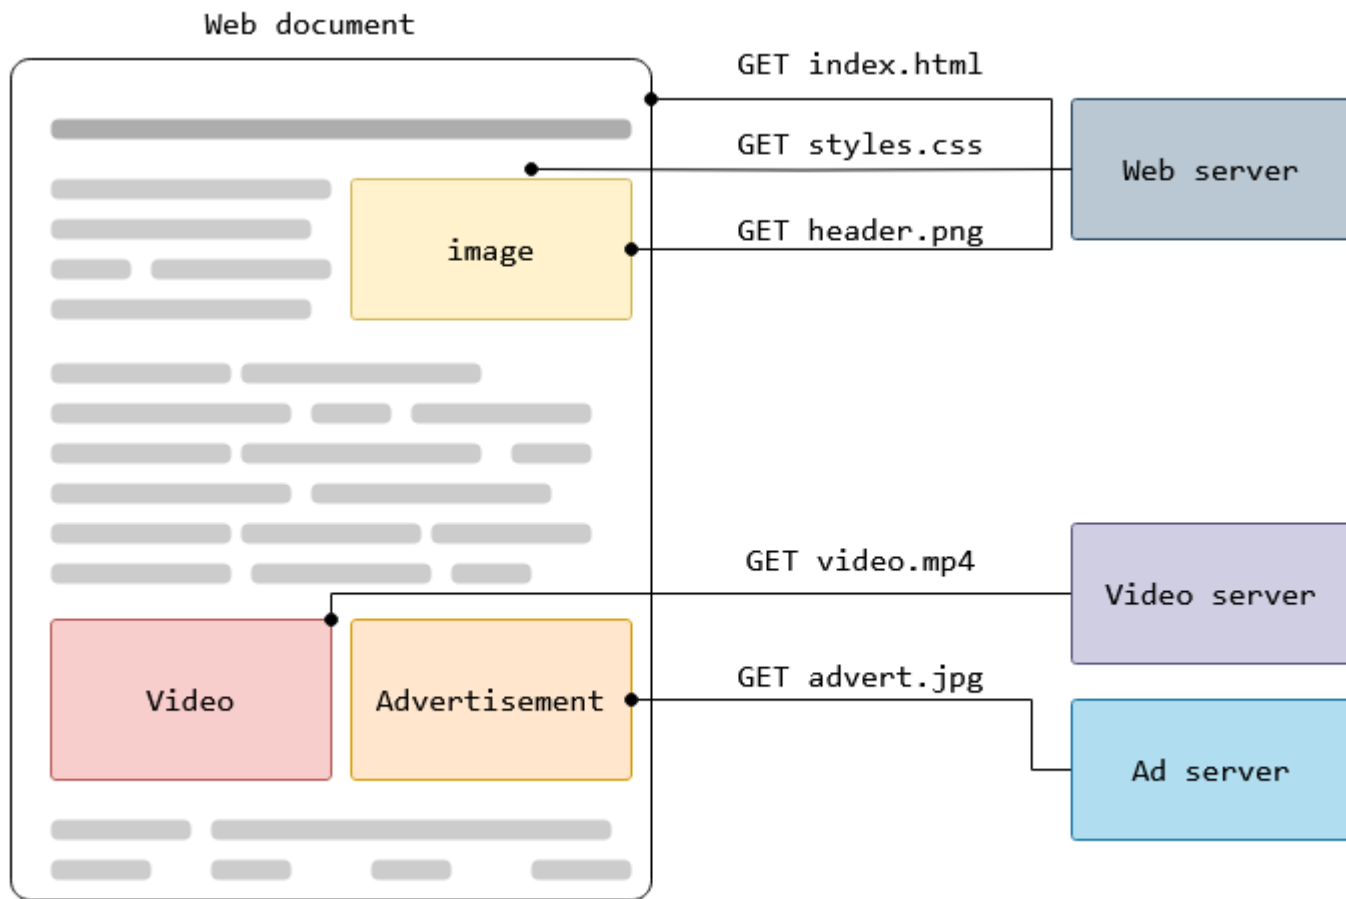 Web document
GET index.html
GET styles.css
Web server
GET header.png
image
GET video.mp4
Video server
Video
Advertisement
GET advert.jpg
Ad server